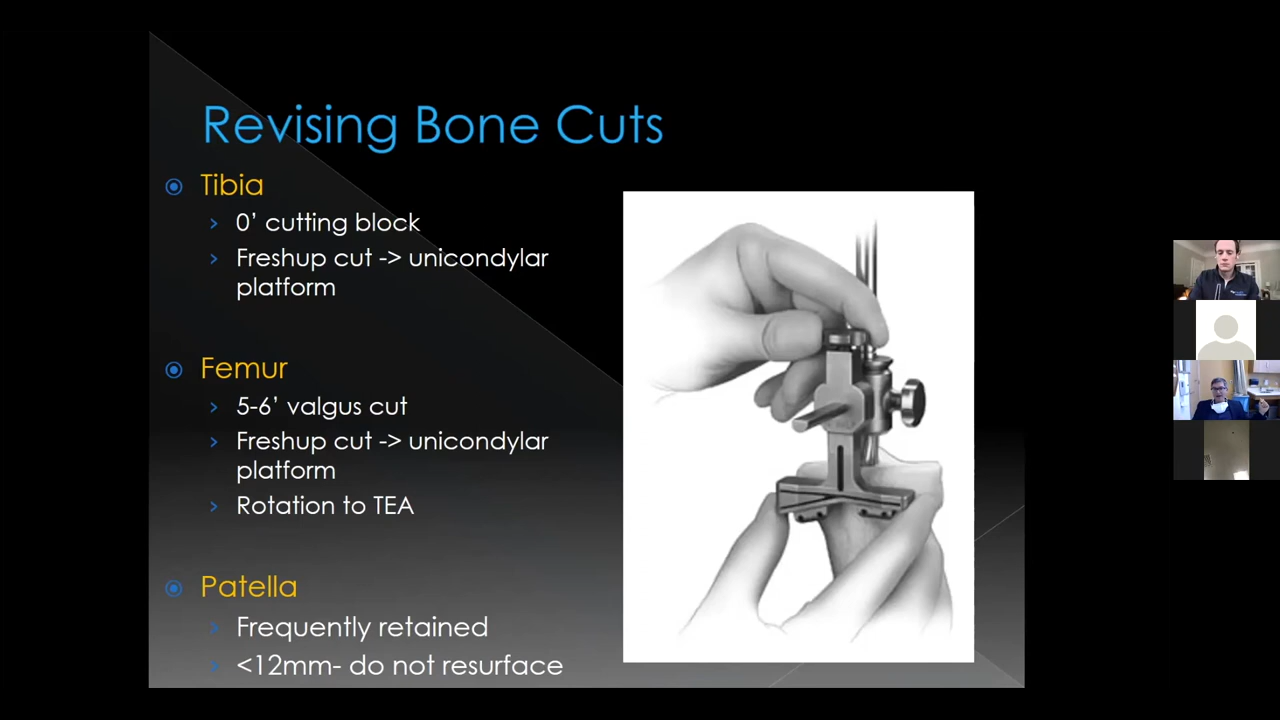 Revising Bone Cuts
Tibia
0' cutting block
Freshup cut -> unicondylar
platform
Femur
5-6' valgus cut
Freshup cut -> unicondylar
platform
Rotation to TEA
Patella
Frequently retained
<12mm- do not resurface